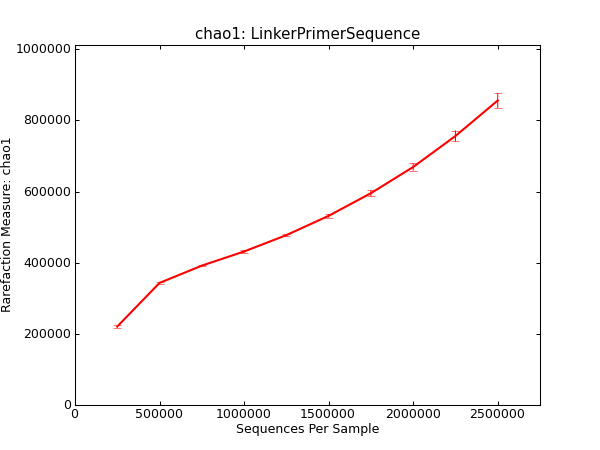 chao1: LinkerPrimerSequence
1000000
800000
600000
400000
200000
0
Rarefaction Measure: chao1
0 500000 1000000 1500000 2000000 2500000
Sequences Per Sample